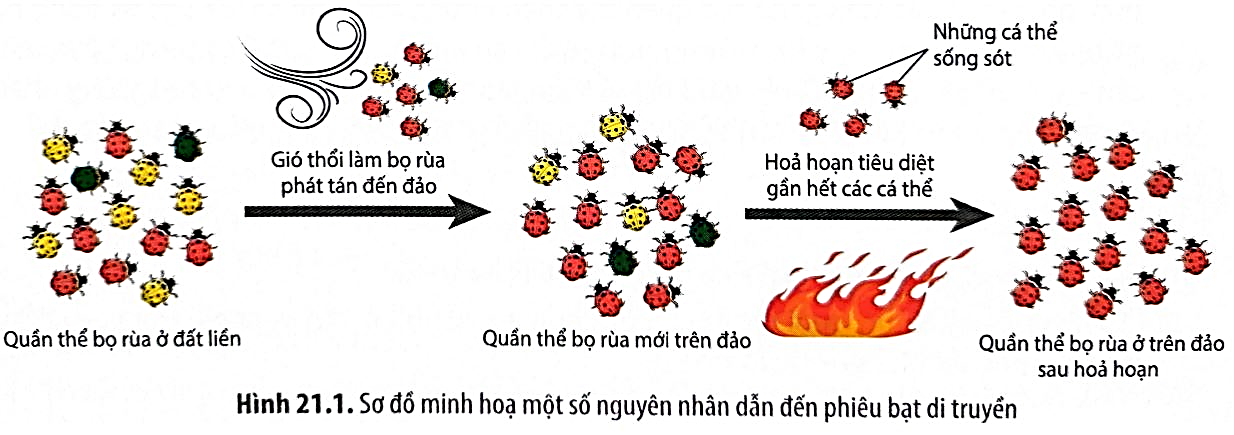 Những cá thể
sống sót
Gió thổi làm bọ rùa
phát tán đến đảo
Hoả hoạn tiêu diệt
gần hết các cá thể
Quần thể bọ rùa ở đất liền
Quần thể bọ rùa mới trên đảo
Quần thể bọ rùa ở trên đảo
sau hoả hoạn
Hình 21.1. Sơ đồ minh hoạ một số nguyên nhân dẫn đến phiêu bạt di truyền